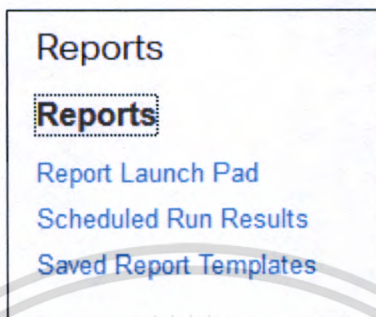 Reports
Reports
Report Launch Pad
Scheduled Run Results
Saved Report Templates